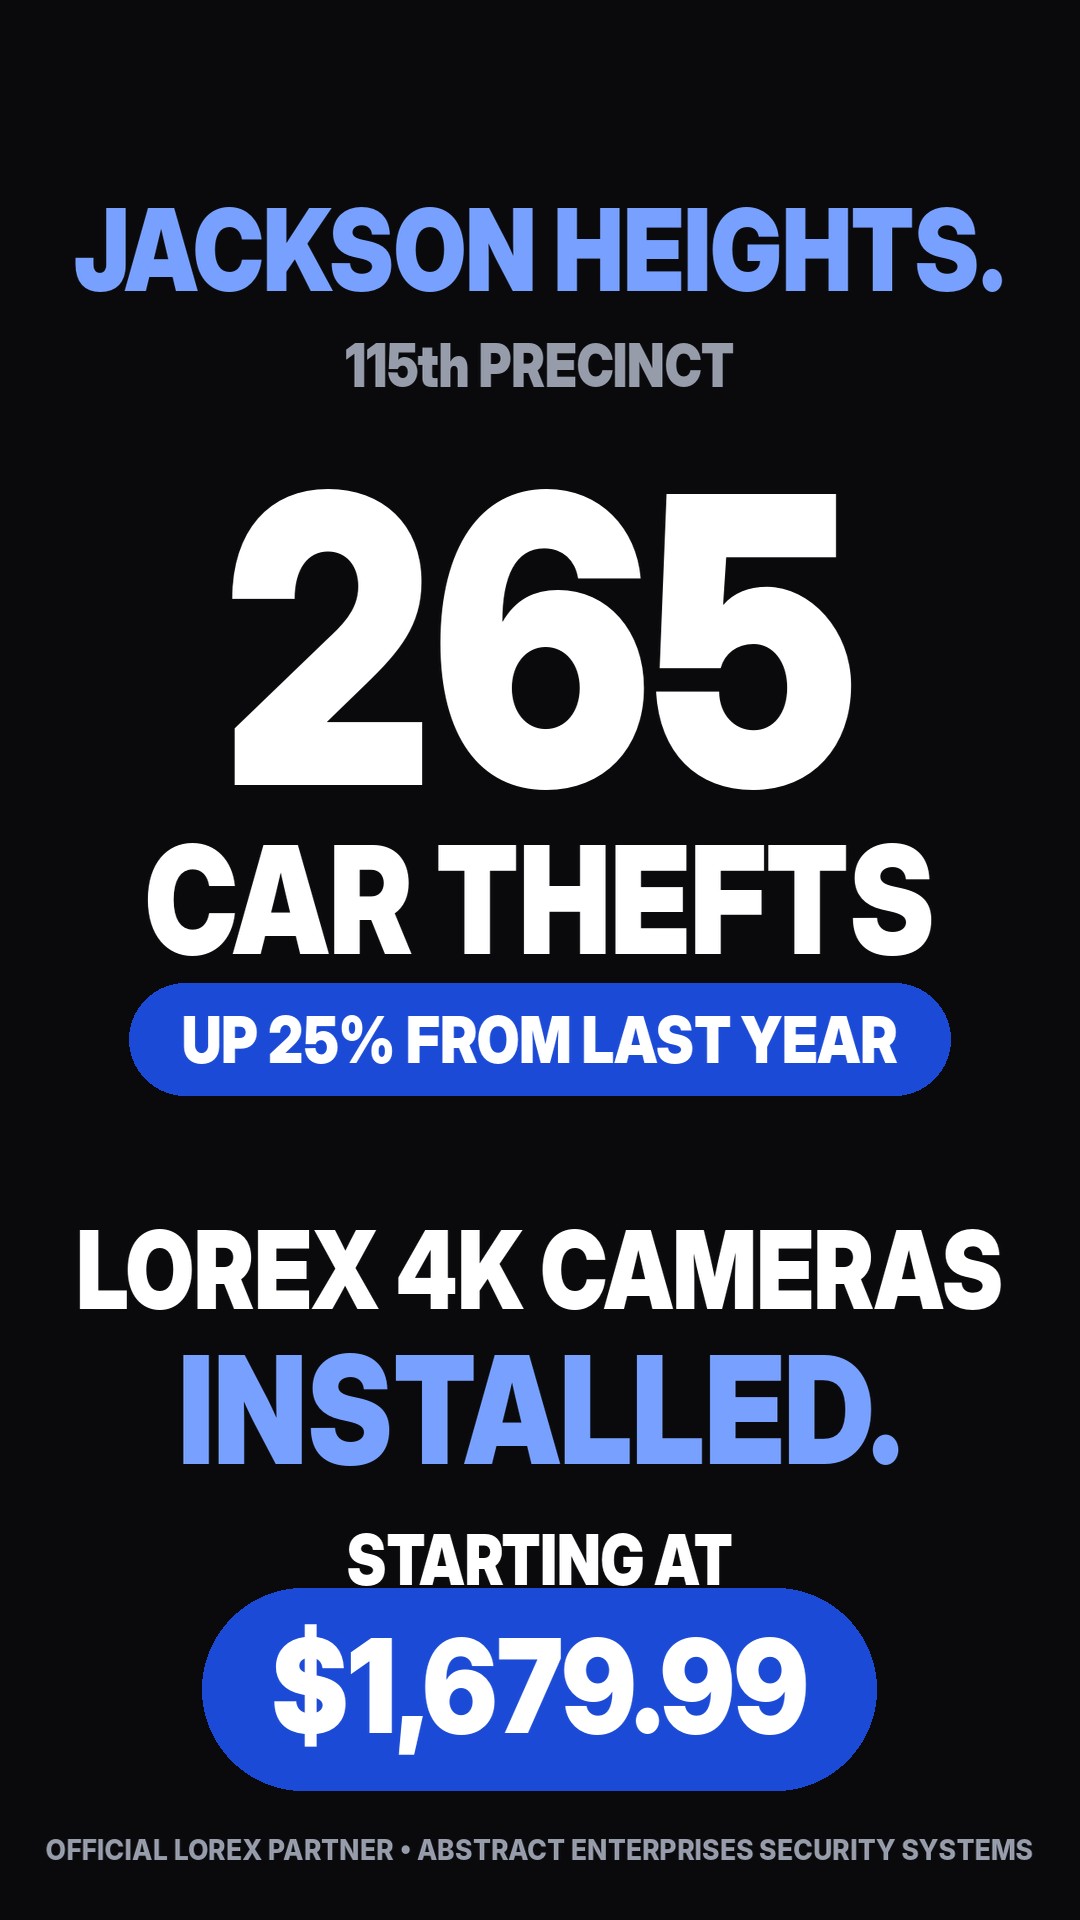 JACKSON HEIGHTS.
115th PRECINCT
265
CAR THEFTS
UP 25% FROM LAST YEAR
LOREX 4K CAMERAS
INSTALLED.
STARTING AT
$1,679.99
OFFICIAL LOREX PARTNER • ABSTRACT ENTERPRISES SECURITY SYSTEMS